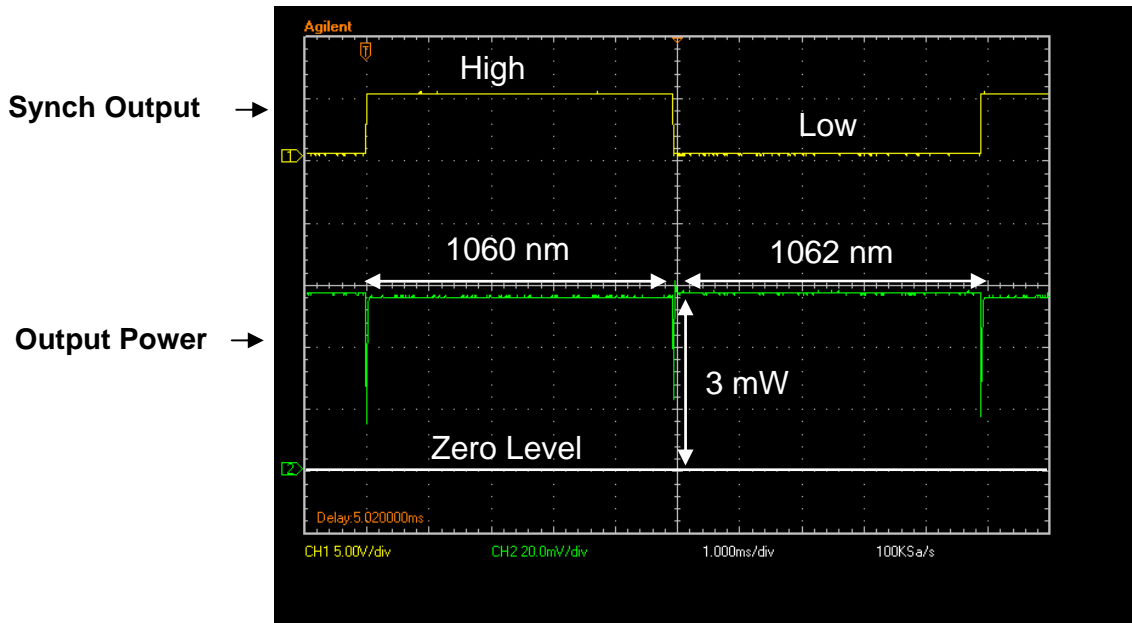 Agilent
T
High
Synch Output
Low
1
1060 nm
1062 nm
Output Power
3 mW
Zero Level
2
Delay:5.020000ms
CH1 5.00V/div
CH2 20.0mV/div
1.000ms/div
100KSa/s